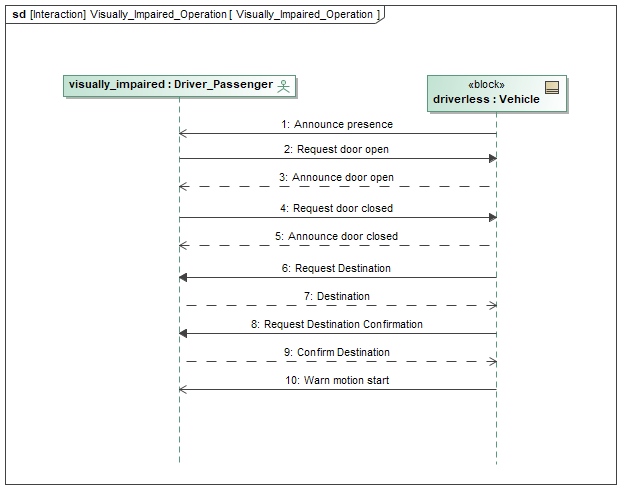 sd [Interaction] Visually_Impaired_Operation [ Visually_Impaired_Operation ]
visually_impaired : Driver_Passenger
«block»
driverless : Vehicle
1: Announce presence
2: Request door open
3: Announce door open
4: Request door closed
5: Announce door closed
6: Request Destination
7: Destination
8: Request Destination Confirmation
9: Confirm Destination
10: Warn motion start